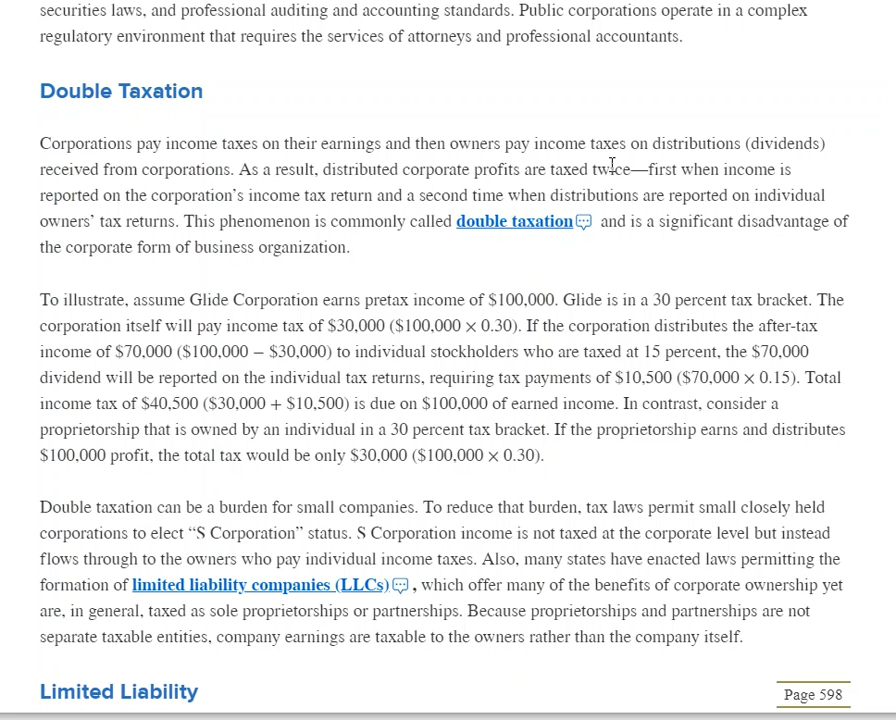 securities laws, and professional auditing and accounting standards. Public corporations operate in a complex
regulatory environment that requires the services of attorneys and professional accountants.
Double Taxation
Corporations pay income taxes on their earnings and then owners pay income taxes on distributions (dividends)
received from corporations. As a result, distributed corporate profits are taxed twice—first when income is
reported on the corporation’s income tax return and a second time when distributions are reported on individual
owners’ tax returns. This phenomenon is commonly called double taxation and is a significant disadvantage of
the corporate form of business organization.
To illustrate, assume Glide Corporation earns pretax income of $100,000. Glide is in a 30 percent tax bracket. The
corporation itself will pay income tax of $30,000 ($100,000 × 0.30). If the corporation distributes the after-tax
income of $70,000 ($100,000 − $30,000) to individual stockholders who are taxed at 15 percent, the $70,000
dividend will be reported on the individual tax returns, requiring tax payments of $10,500 ($70,000 × 0.15). Total
income tax of $40,500 ($30,000 + $10,500) is due on $100,000 of earned income. In contrast, consider a
proprietorship that is owned by an individual in a 30 percent tax bracket. If the proprietorship earns and distributes
$100,000 profit, the total tax would be only $30,000 ($100,000 × 0.30).
Double taxation can be a burden for small companies. To reduce that burden, tax laws permit small closely held
corporations to elect “S Corporation” status. S Corporation income is not taxed at the corporate level but instead
flows through to the owners who pay individual income taxes. Also, many states have enacted laws permitting the
formation of limited liability companies (LLCs) , which offer many of the benefits of corporate ownership yet
are, in general, taxed as sole proprietorships or partnerships. Because proprietorships and partnerships are not
separate taxable entities, company earnings are taxable to the owners rather than the company itself.
Limited Liability
Page 598